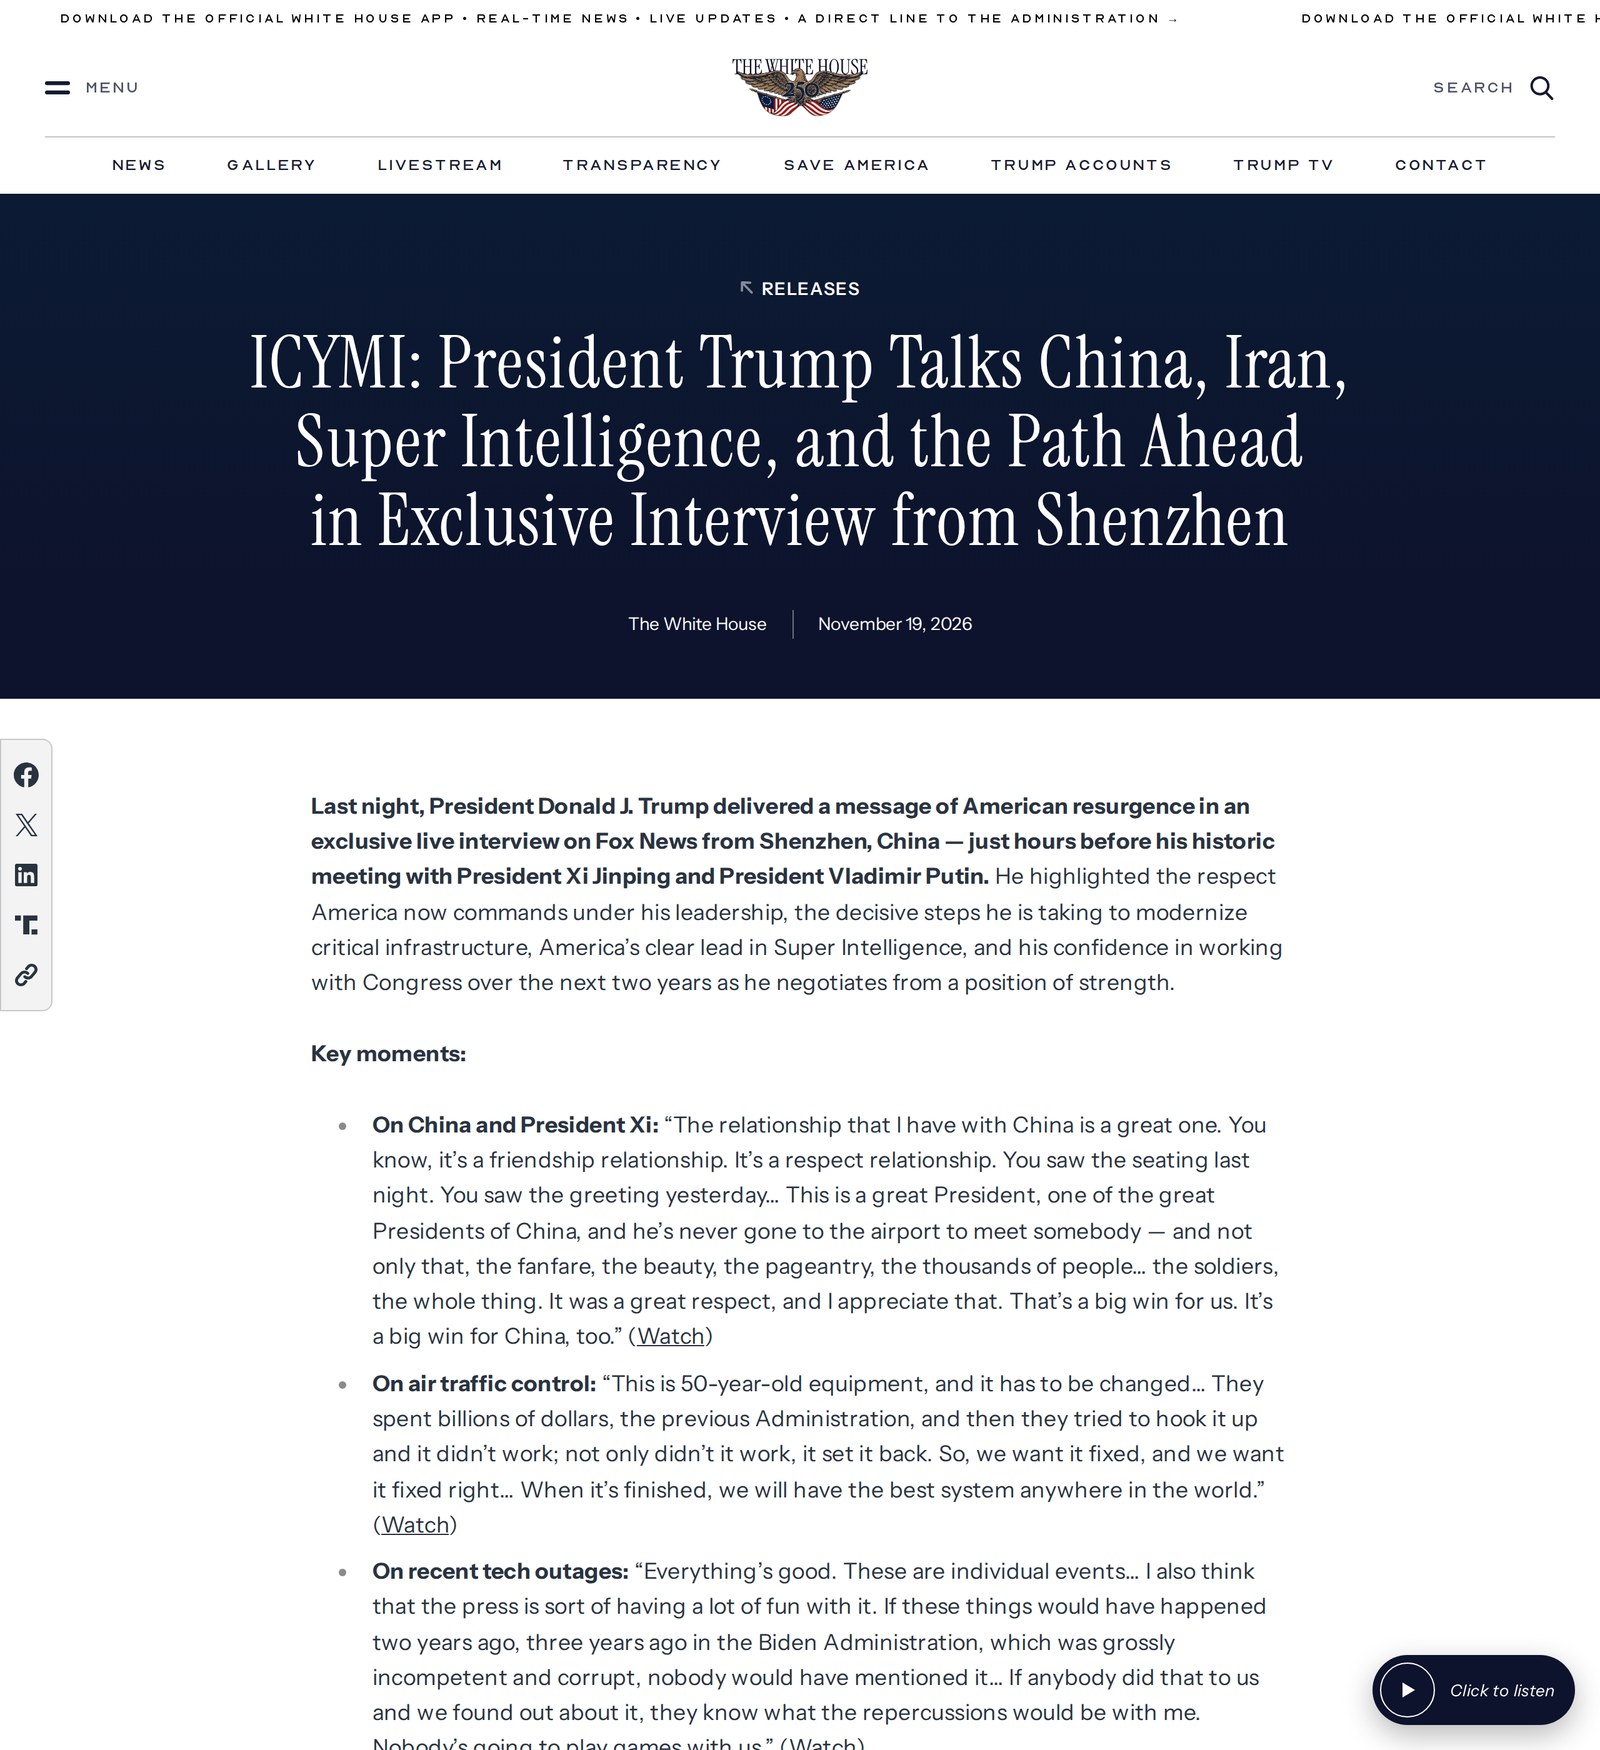 DOWNLOAD THE OFFICIAL WHITE HOUSE APP • REAL-TIME NEWS • LIVE UPDATES • A DIRECT LINE TO THE ADMINISTRATION → DOWNLOAD THE OFFICIAL WHITE H
MENU
THE WHITE HOUSE
250
SEARCH
NEWS GALLERY LIVESTREAM TRANSPARENCY SAVE AMERICA TRUMP ACCOUNTS TRUMP TV CONTACT
RELEASES
ICYMI: President Trump Talks China, Iran,
Super Intelligence, and the Path Ahead
in Exclusive Interview from Shenzhen
The White House | November 19, 2026
Last night, President Donald J. Trump delivered a message of American resurgence in an
exclusive live interview on Fox News from Shenzhen, China — just hours before his historic
meeting with President Xi Jinping and President Vladimir Putin. He highlighted the respect
America now commands under his leadership, the decisive steps he is taking to modernize
critical infrastructure, America’s clear lead in Super Intelligence, and his confidence in working
with Congress over the next two years as he negotiates from a position of strength.
Key moments:
• On China and President Xi: “The relationship that I have with China is a great one. You
know, it’s a friendship relationship. It’s a respect relationship. You saw the seating last
night. You saw the greeting yesterday… This is a great President, one of the great
Presidents of China, and he’s never gone to the airport to meet somebody — and not
only that, the fanfare, the beauty, the pageantry, the thousands of people… the soldiers,
the whole thing. It was a great respect, and I appreciate that. That’s a big win for us. It’s
a big win for China, too.” (Watch)
• On air traffic control: “This is 50-year-old equipment, and it has to be changed… They
spent billions of dollars, the previous Administration, and then they tried to hook it up
and it didn’t work; not only didn’t it work, it set it back. So, we want it fixed, and we want
it fixed right… When it’s finished, we will have the best system anywhere in the world.”
(Watch)
• On recent tech outages: “Everything’s good. These are individual events… I also think
that the press is sort of having a lot of fun with it. If these things would have happened
two years ago, three years ago in the Biden Administration, which was grossly
incompetent and corrupt, nobody would have mentioned it… If anybody did that to us
and we found out about it, they know what the repercussions would be with me.
Nobody’s going to play games with us.” (Watch)
Click to listen